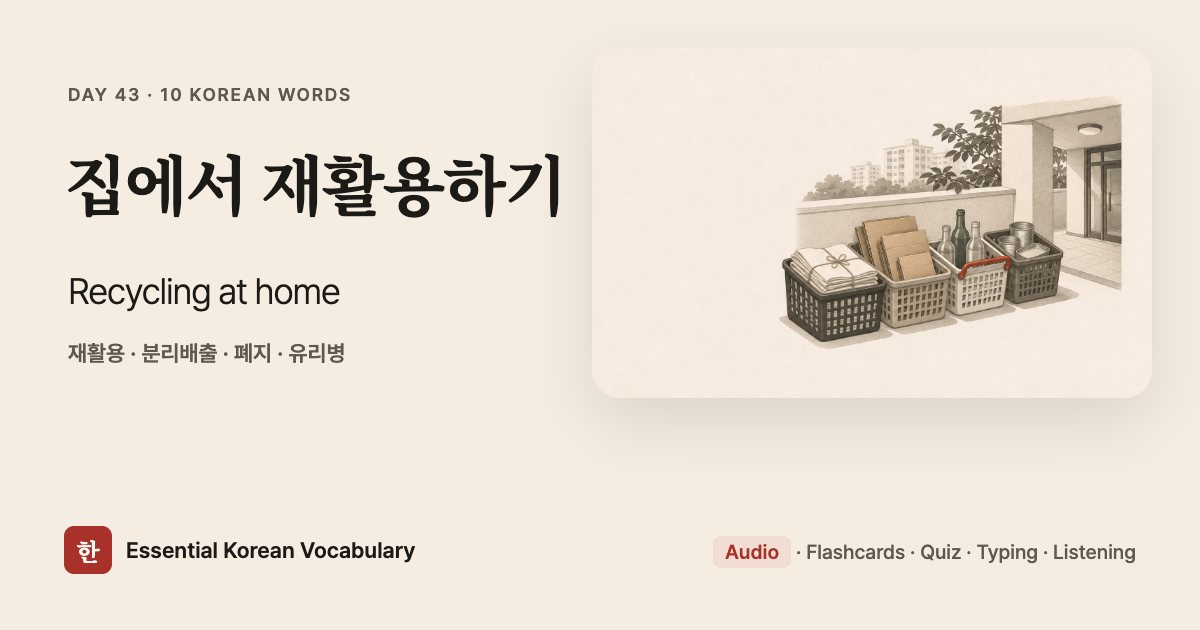 DAY 43 · 10 KOREAN WORDS
집에서 재활용하기
Recycling at home
재활용 · 분리배출 · 폐지 · 유리병
한 Essential Korean Vocabulary
Audio · Flashcards · Quiz · Typing · Listening